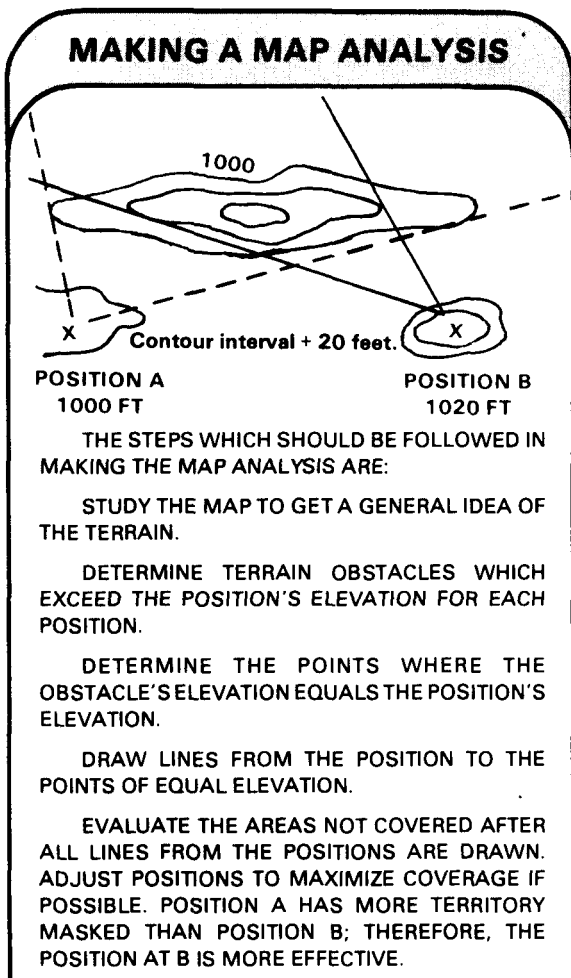 MAKING A MAP ANALYSIS
1000
X
Contour interval + 20 feet.
X
POSITION A
1000 FT
POSITION B
1020 FT
THE STEPS WHICH SHOULD BE FOLLOWED IN
MAKING THE MAP ANALYSIS ARE:
STUDY THE MAP TO GET A GENERAL IDEA OF
THE TERRAIN.
DETERMINE TERRAIN OBSTACLES WHICH
EXCEED THE POSITION'S ELEVATION FOR EACH
POSITION.
DETERMINE THE POINTS WHERE THE
OBSTACLE'S ELEVATION EQUALS THE POSITION'S
ELEVATION.
DRAW LINES FROM THE POSITION TO THE
POINTS OF EQUAL ELEVATION.
EVALUATE THE AREAS NOT COVERED AFTER
ALL LINES FROM THE POSITIONS ARE DRAWN.
ADJUST POSITIONS TO MAXIMIZE COVERAGE IF
POSSIBLE. POSITION A HAS MORE TERRITORY
MASKED THAN POSITION B; THEREFORE, THE
POSITION AT B IS MORE EFFECTIVE.